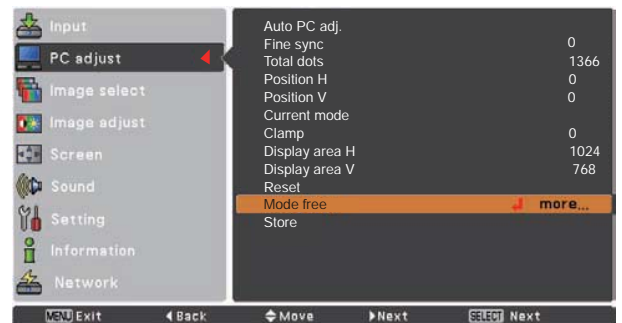 Input
PC adjust
Image select
Image adjust
Screen
Sound
Setting
Information
Network
Auto PC adj.
Fine sync 0
Total dots 1366
Position H 0
Position V 0
Current mode
Clamp 0
Display area H 1024
Display area V 768
Reset
Mode free more...
Store
MENU Exit Back Move Next SELECT Next